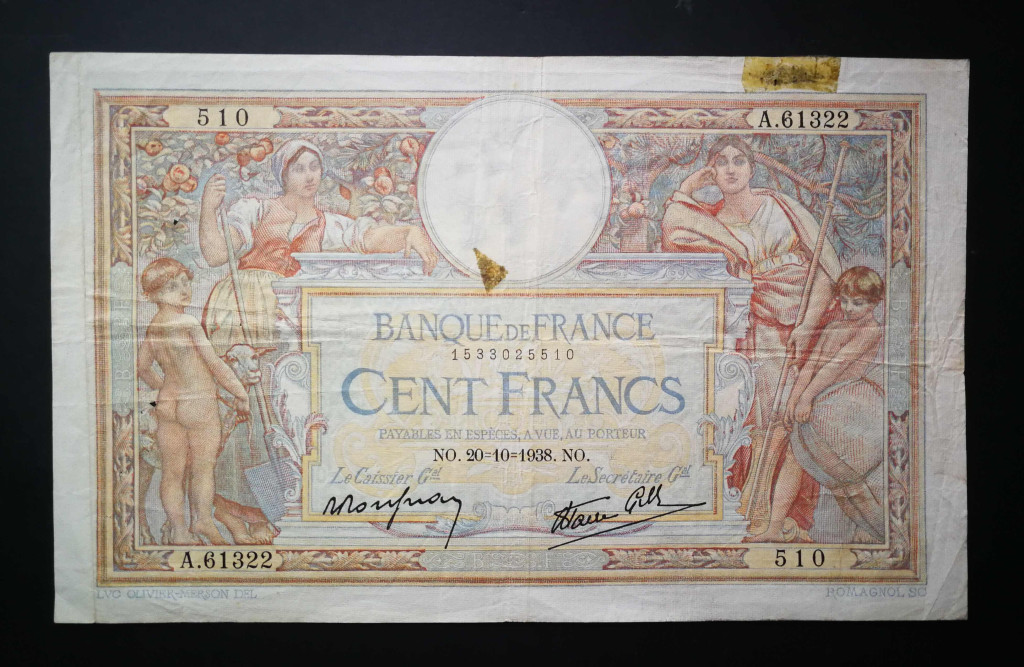 510
A.61322
BANQUE DE FRANCE
1533025510
CENT FRANCS
PAYABLES EN ESPÈCES, A VUE, AU PORTEUR
NO. 20=10=1938. NO.
Le Caissier Gal
Le Secrétaire Gal
A.61322
510
LVC OLIVIER-MERSON DEL
ROMAGNOL SC